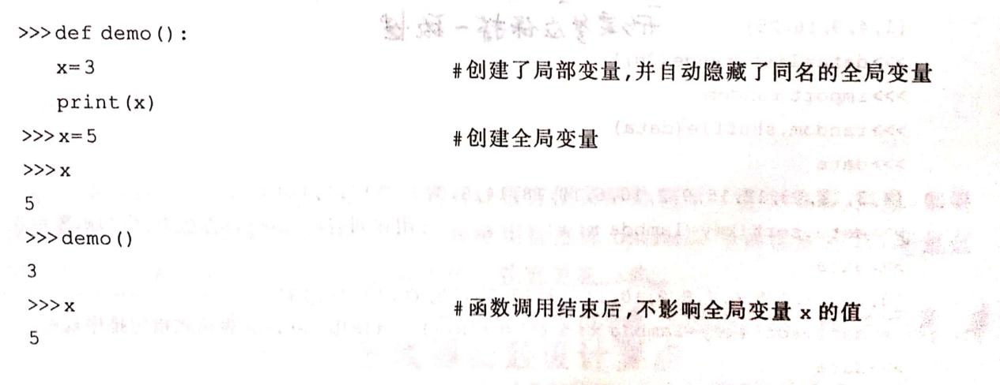 >>>def demo():
    x=3    #创建了局部变量,并自动隐藏了同名的全局变量
    print(x)
>>>x=5    #创建全局变量
>>>x
5
>>>demo()
3
>>>x    #函数调用结束后,不影响全局变量 x 的值
5